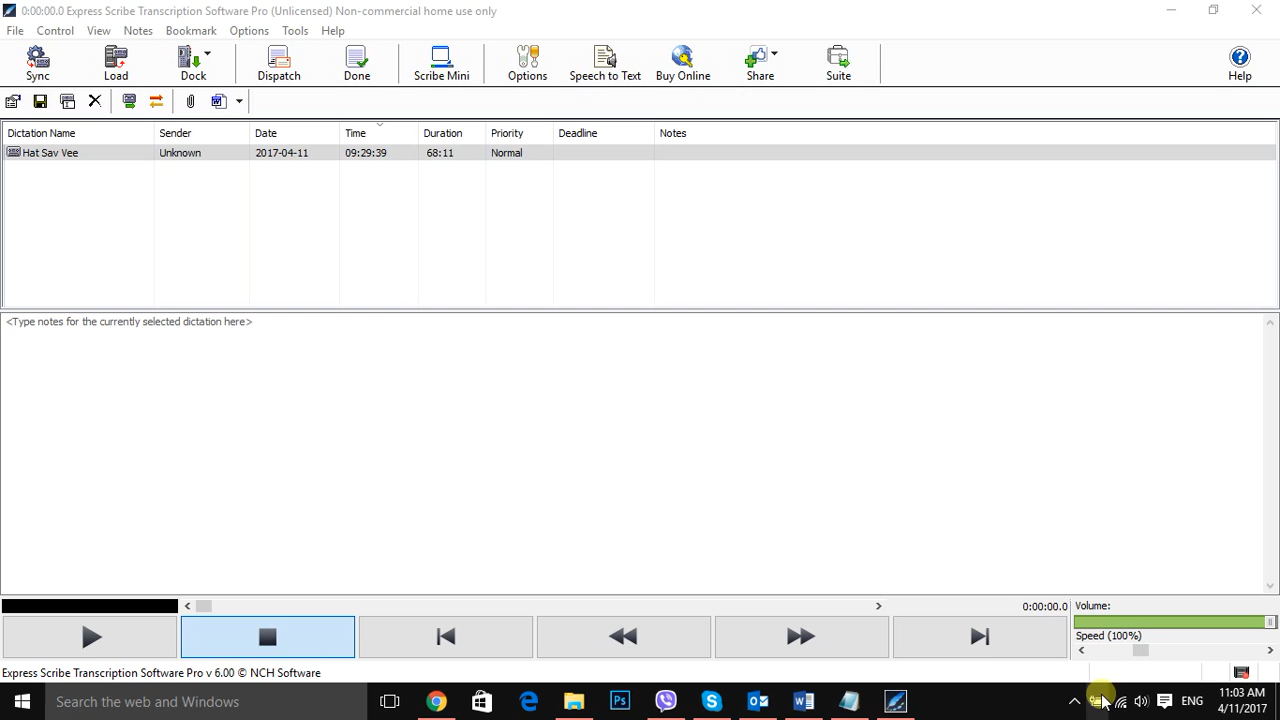 0:00:00.0 Express Scribe Transcription Software Pro (Unlicensed) Non-commercial home use only
File Control View Notes Bookmark Options Tools Help
Sync Load Dock Dispatch Done Scribe Mini Options Speech to Text Buy Online Share Suite Help
Dictation Name Sender Date Time Duration Priority Deadline Notes
Hat Sav Vee Unknown 2017-04-11 09:29:39 68:11 Normal
<Type notes for the currently selected dictation here>
0:00:00.0 Volume:
Speed (100%)
Express Scribe Transcription Software Pro v 6.00 © NCH Software
Search the web and Windows
ENG
11:03 AM
4/11/2017